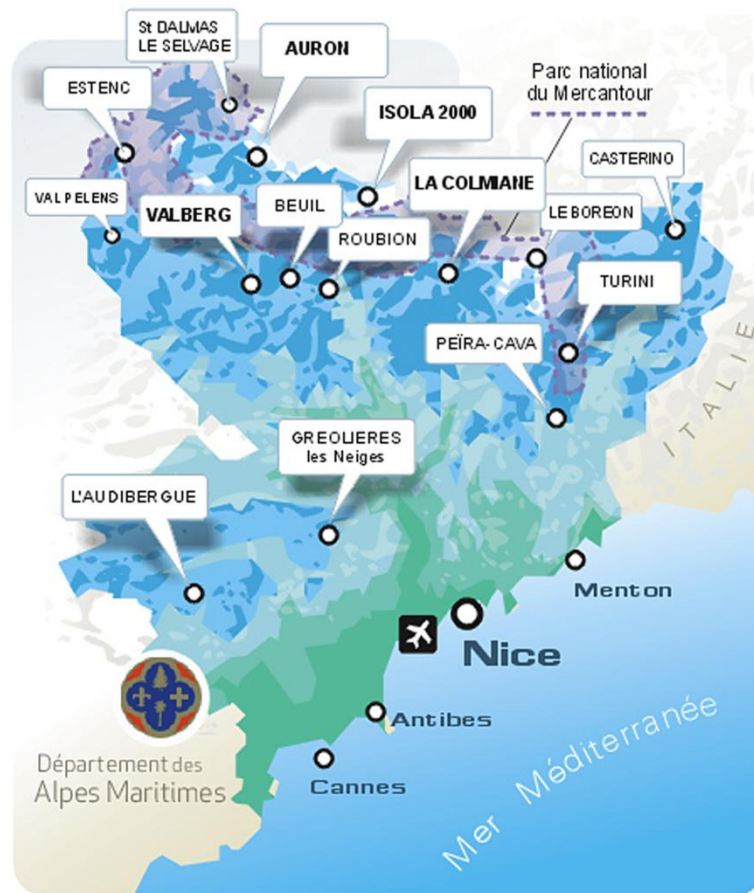 St DALMAS
LE SELVAGE
AURON
Parc national
du Mercantour
ESTENC
ISOLA 2000
CASTERINO
LA COLMIANE
VAL PELENS
VALBERG
BEUIL
ROUBION
LE BOREON
TURINI
PEÏRA-CAVA
ITALIE
GREOLIERES
les Neiges
L'AUDIBERGUE
Menton
Nice
Antibes
Mer Méditerranée
Département des
Alpes Maritimes
Cannes